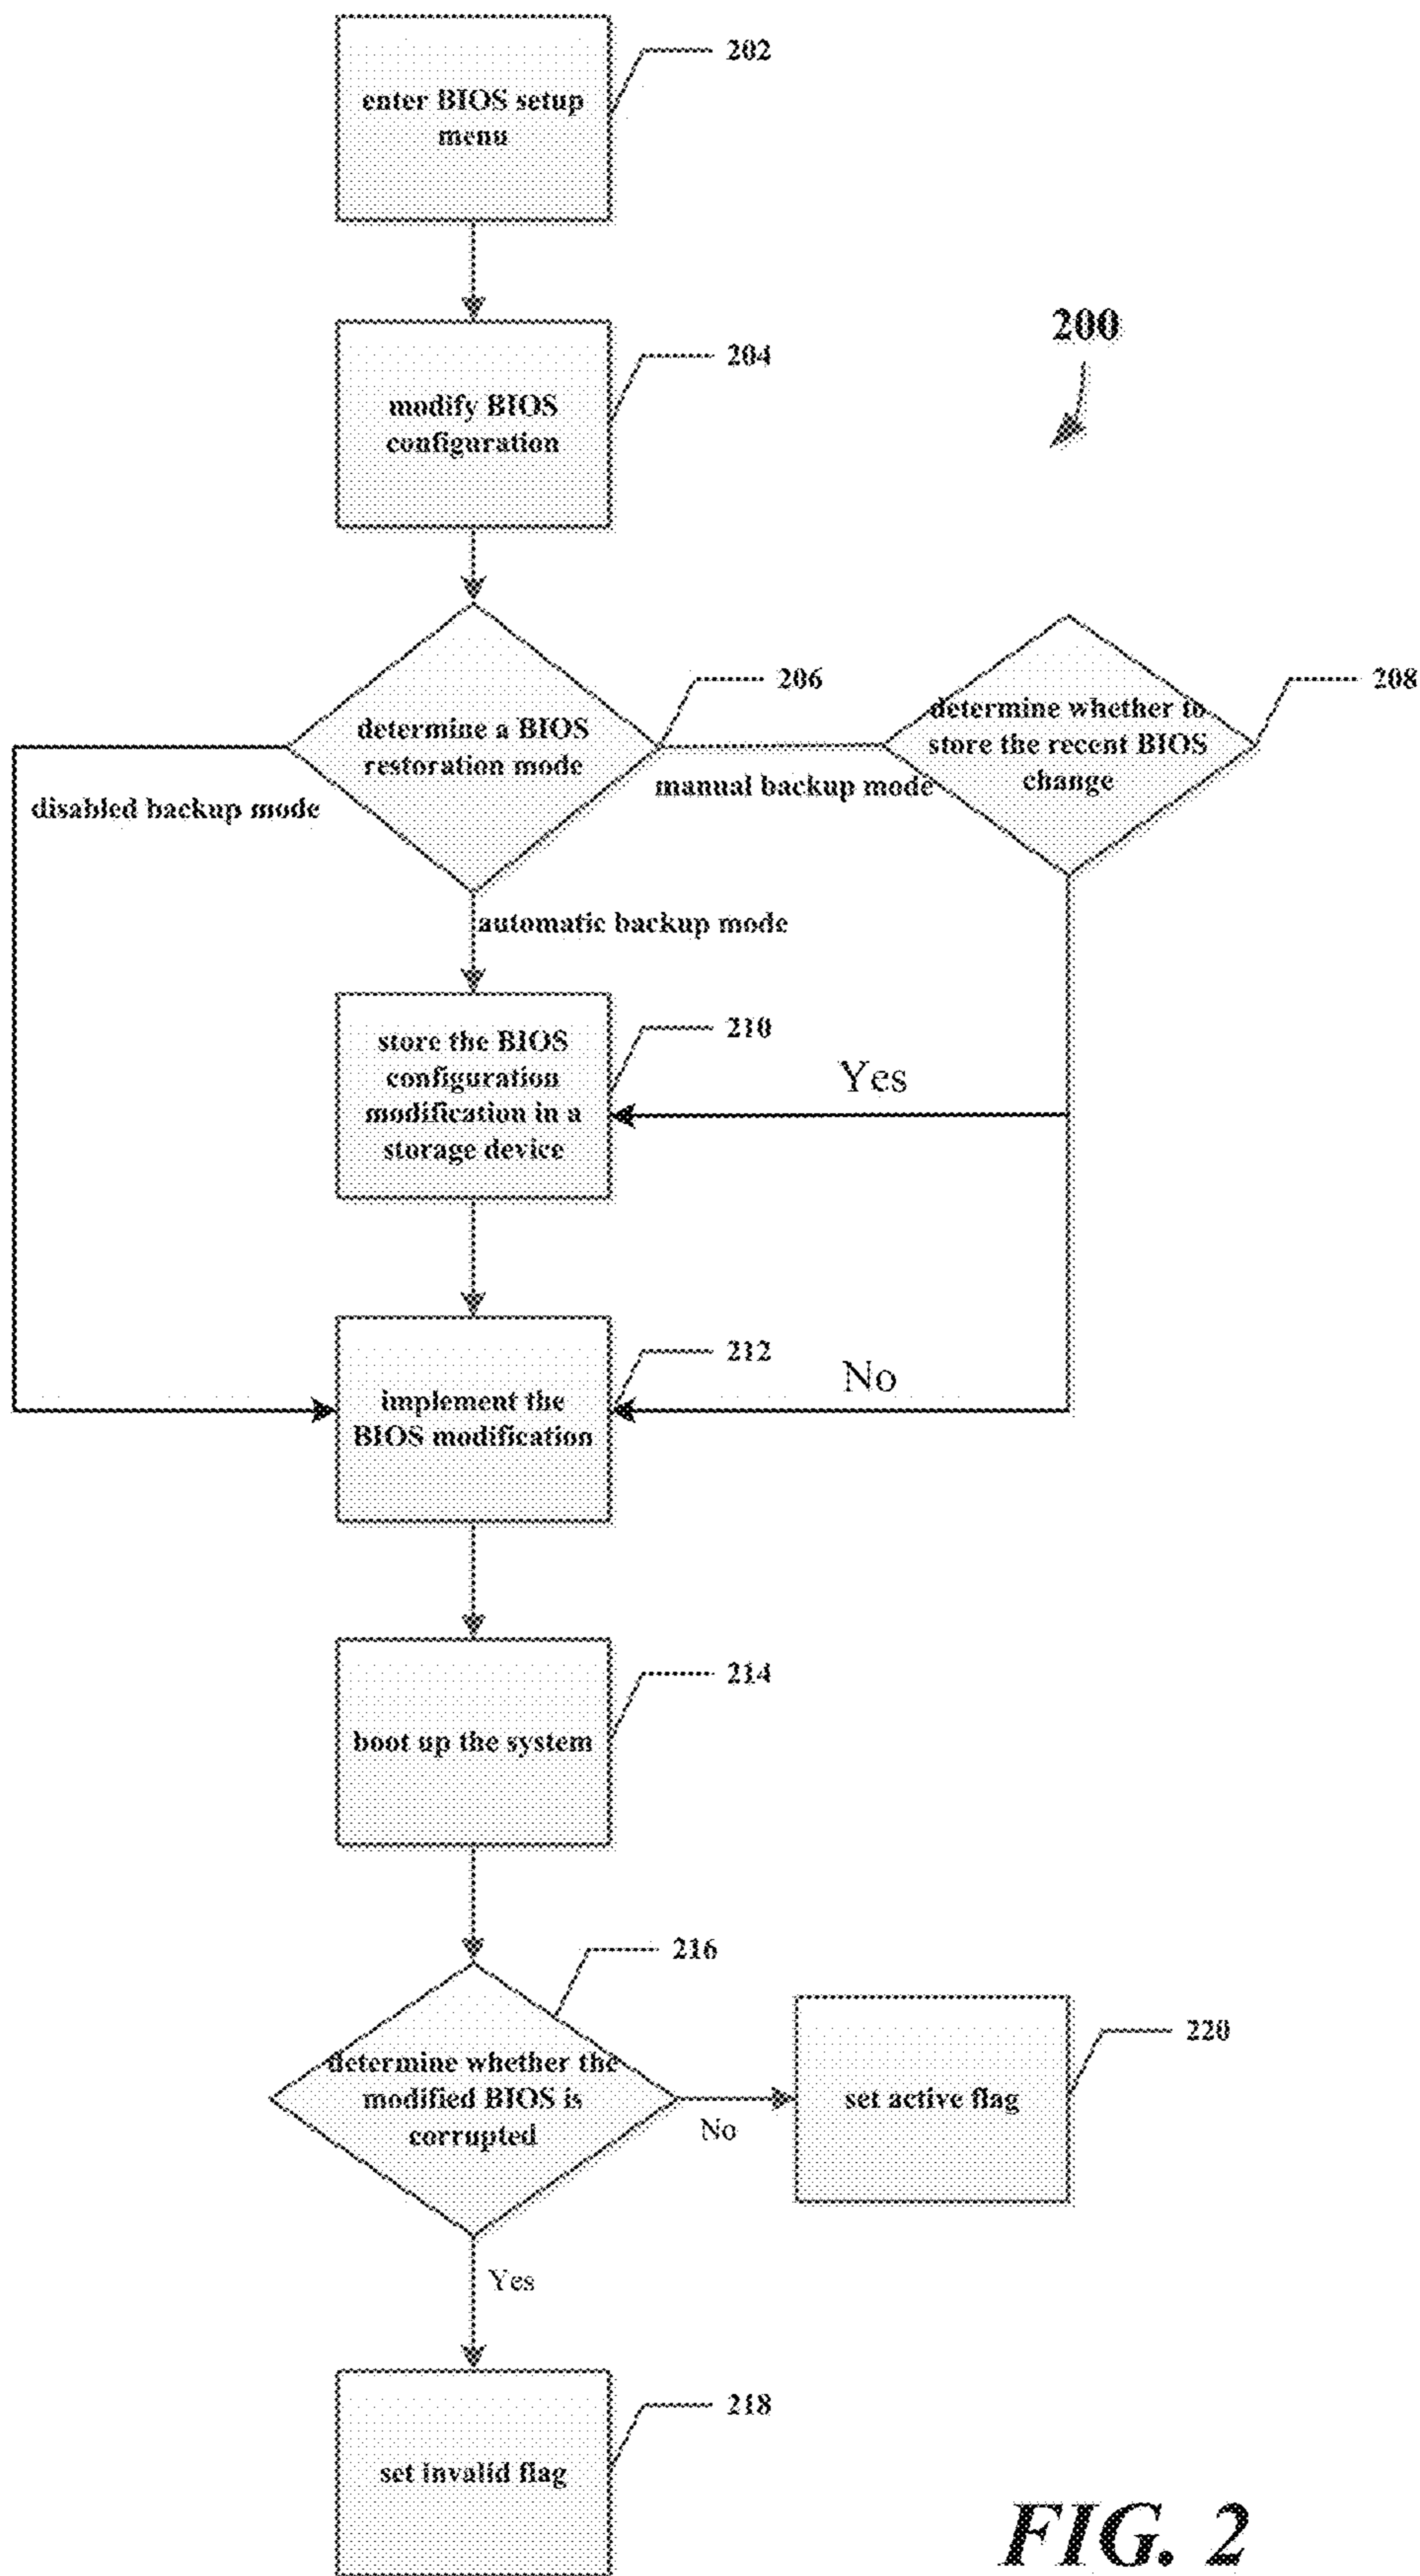 enter BIOS setup
menu
202
modify BIOS
configuration
204
200
determine a BIOS
restoration mode
206
determine whether to
store the recent BIOS
change
208
disabled backup mode
manual backup mode
automatic backup mode
store the BIOS
configuration
modification in a
storage device
210
Yes
implement the
BIOS modification
212
No
boot up the system
214
determine whether the
modified BIOS is
corrupted
216
No
set active flag
220
Yes
set invalid flag
218
FIG. 2